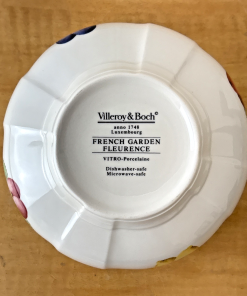 Villeroy & Boch
anno 1748
Luxembourg
FRENCH GARDEN
FLEURENCE
VITRO-Porcelaine
Dishwasher-safe
Microwave-safe